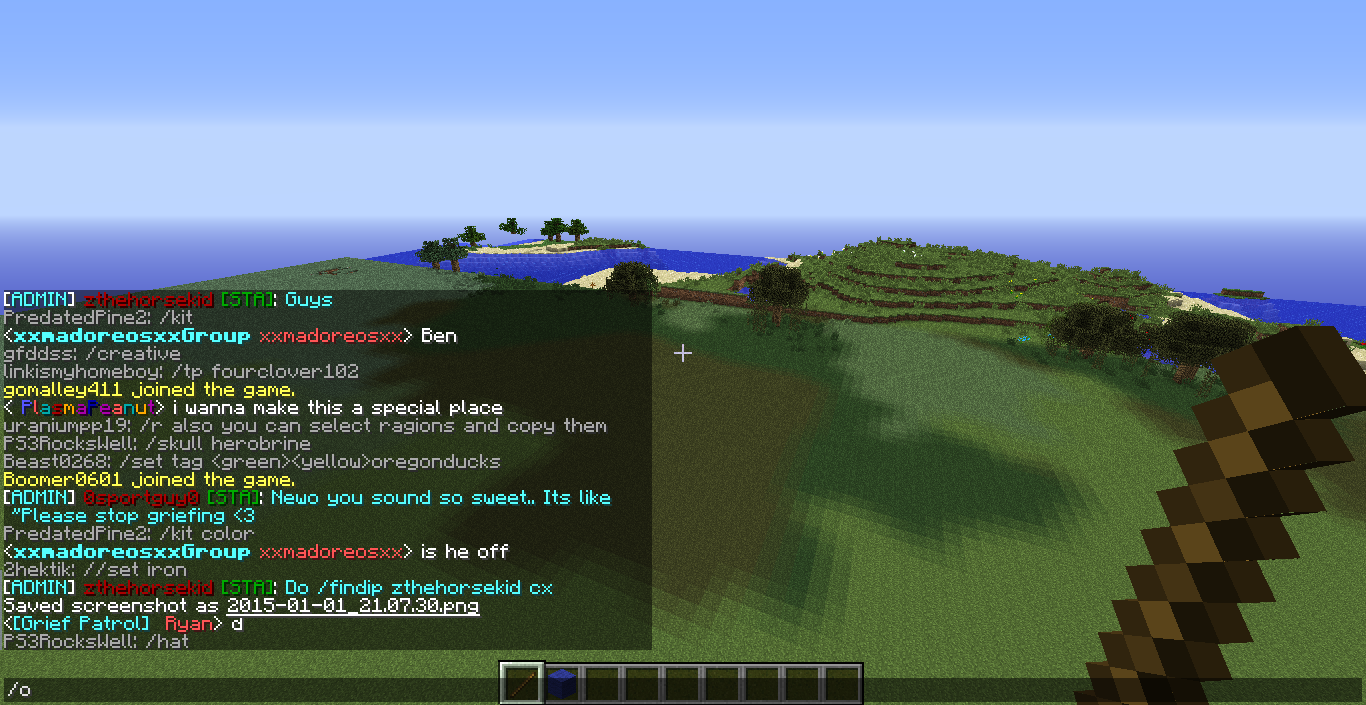 [ADMIN] zthehorsekid [STA]: Guys
PredatedPine2: /kit
<xxmadoreosxxGroup xxmadoreosxx> Ben
gfddss: /creative
linkismyhomeboy: /tp fourclover102
gomalley411 joined the game.
< PlasmaPeanut> i wanna make this a special place
uraniumpp19: /r also you can select ragions and copy them
PS3RocksWell: /skull herobrine
Beast0268: /set tag <green><yellow>oregonducks
Boomer0601 joined the game.
[ADMIN] 0sportguy0 [STA]: Newo you sound so sweet.. Its like
"Please stop griefing <3
PredatedPine2: /kit color
<xxmadoreosxxGroup xxmadoreosxx> is he off
2hektik: //set iron
[ADMIN] zthehorsekid [STA]: Do /findip zthehorsekid cx
Saved screenshot as 2015-01-01_21.07.30.png
<[Grief Patrol] Ryan> d
PS3RocksWell: /hat
/o